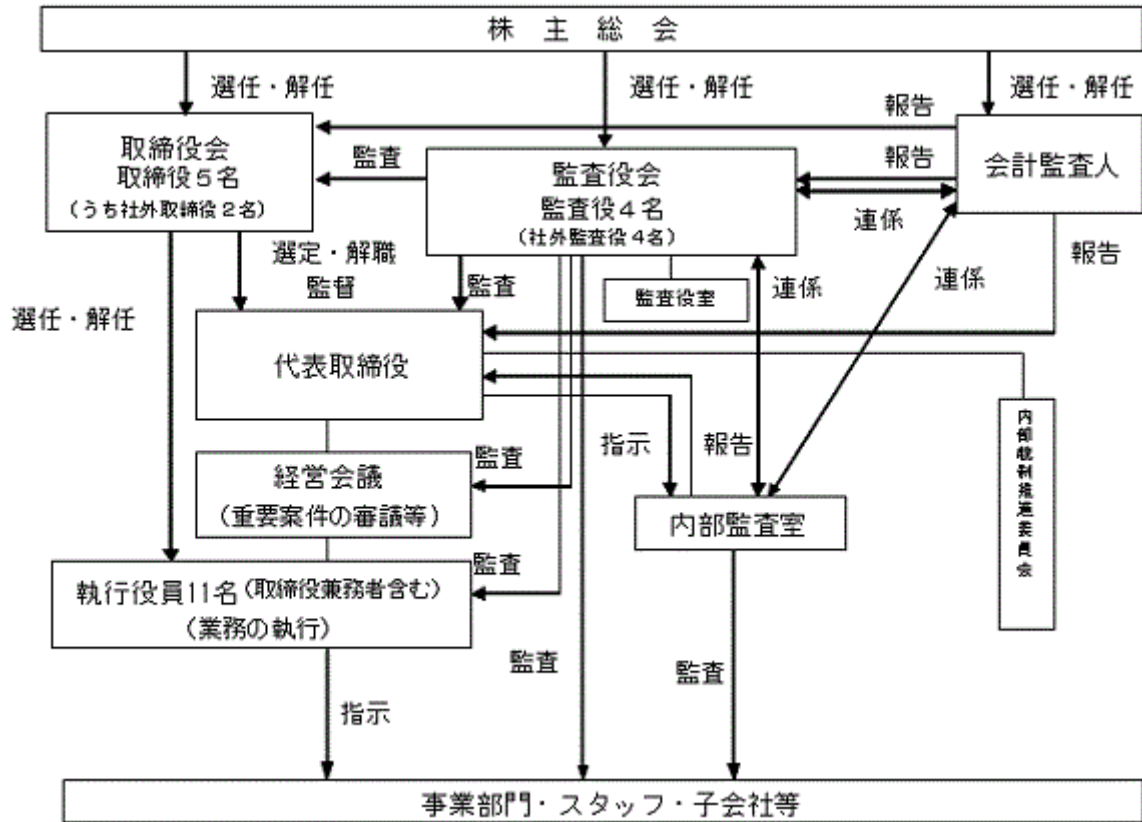 株主総会
選任・解任
選任・解任
選任・解任
報告
取締役会
取締役5名
(うち社外取締役2名)
監査
監査役会
監査役4名
(社外監査役4名)
報告
連係
会計監査人
選定・解職
監督
監査
監査役室
連係
連係
報告
選任・解任
代表取締役
指示
報告
内部統制推進委員会
経営会議
(重要案件の審議等)
監査
内部監査室
執行役員11名(取締役兼務者含む)
(業務の執行)
監査
指示
監査
監査
事業部門・スタッフ・子会社等